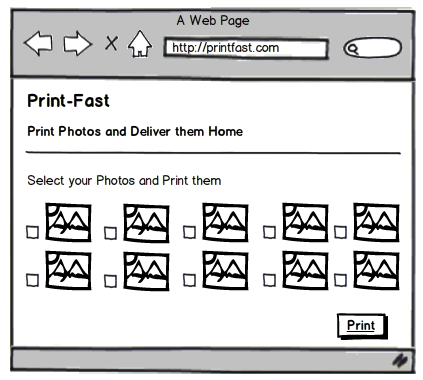 A Web Page
http://printfast.com
Print-Fast
Print Photos and Deliver them Home
Select your Photos and Print them
Print